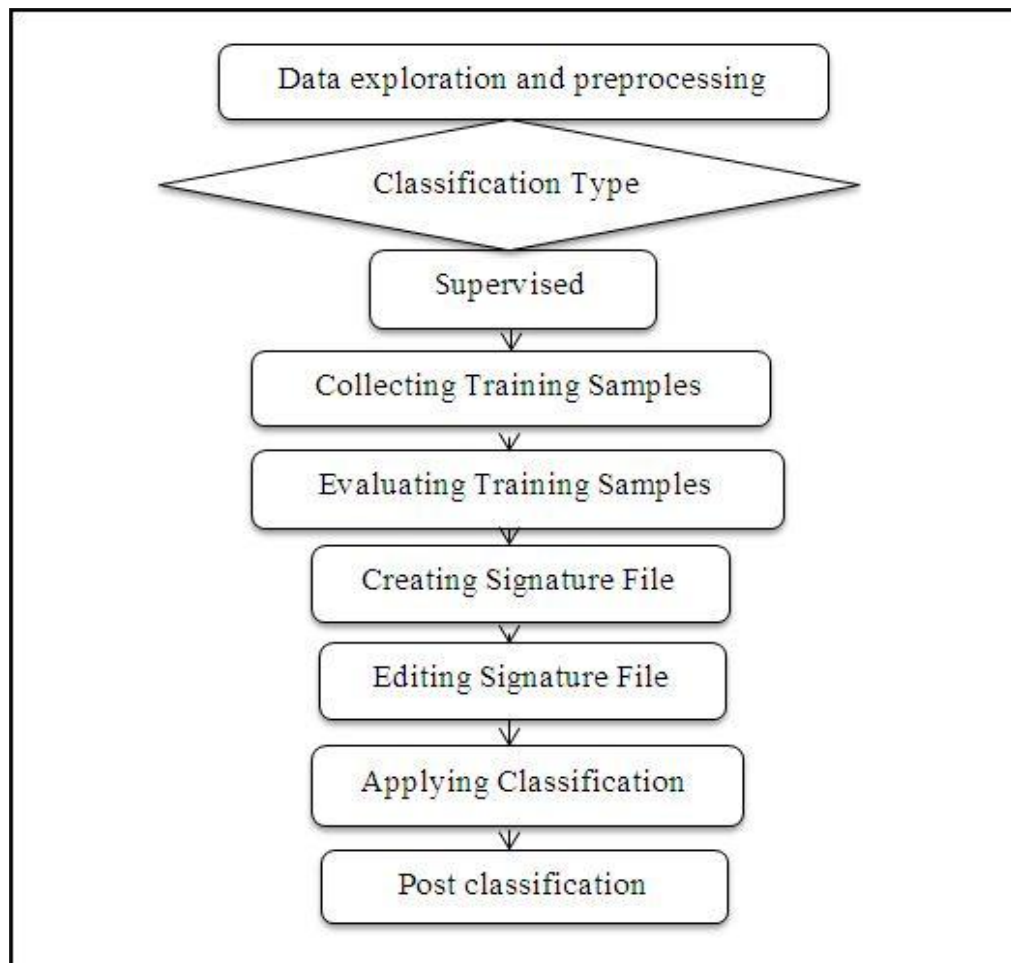 Data exploration and preprocessing
Classification Type
Supervised
Collecting Training Samples
Evaluating Training Samples
Creating Signature File
Editing Signature File
Applying Classification
Post classification